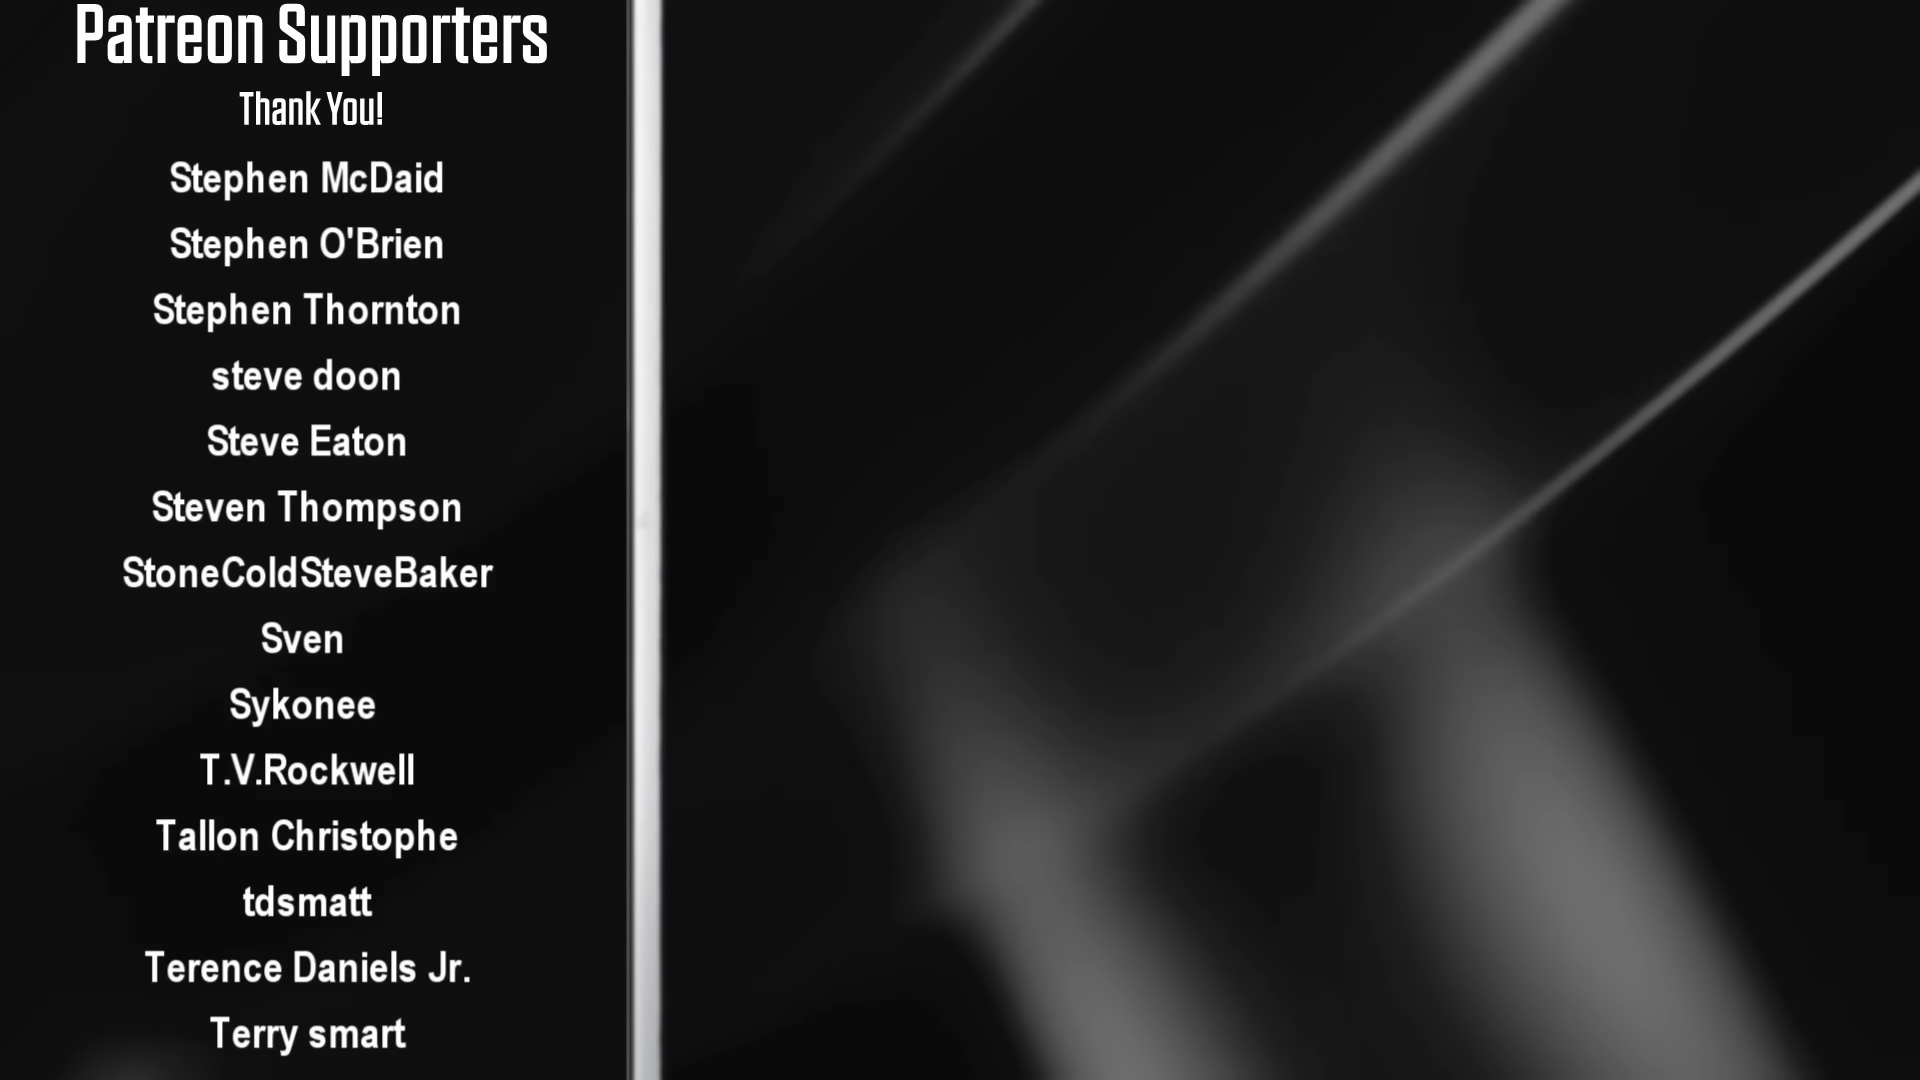 Patreon Supporters
Thank You!
Stephen McDaid
Stephen O'Brien
Stephen Thornton
steve doon
Steve Eaton
Steven Thompson
StoneColdSteveBaker
Sven
Sykonee
T.V.Rockwell
Tallon Christophe
tdsmatt
Terence Daniels Jr.
Terry smart